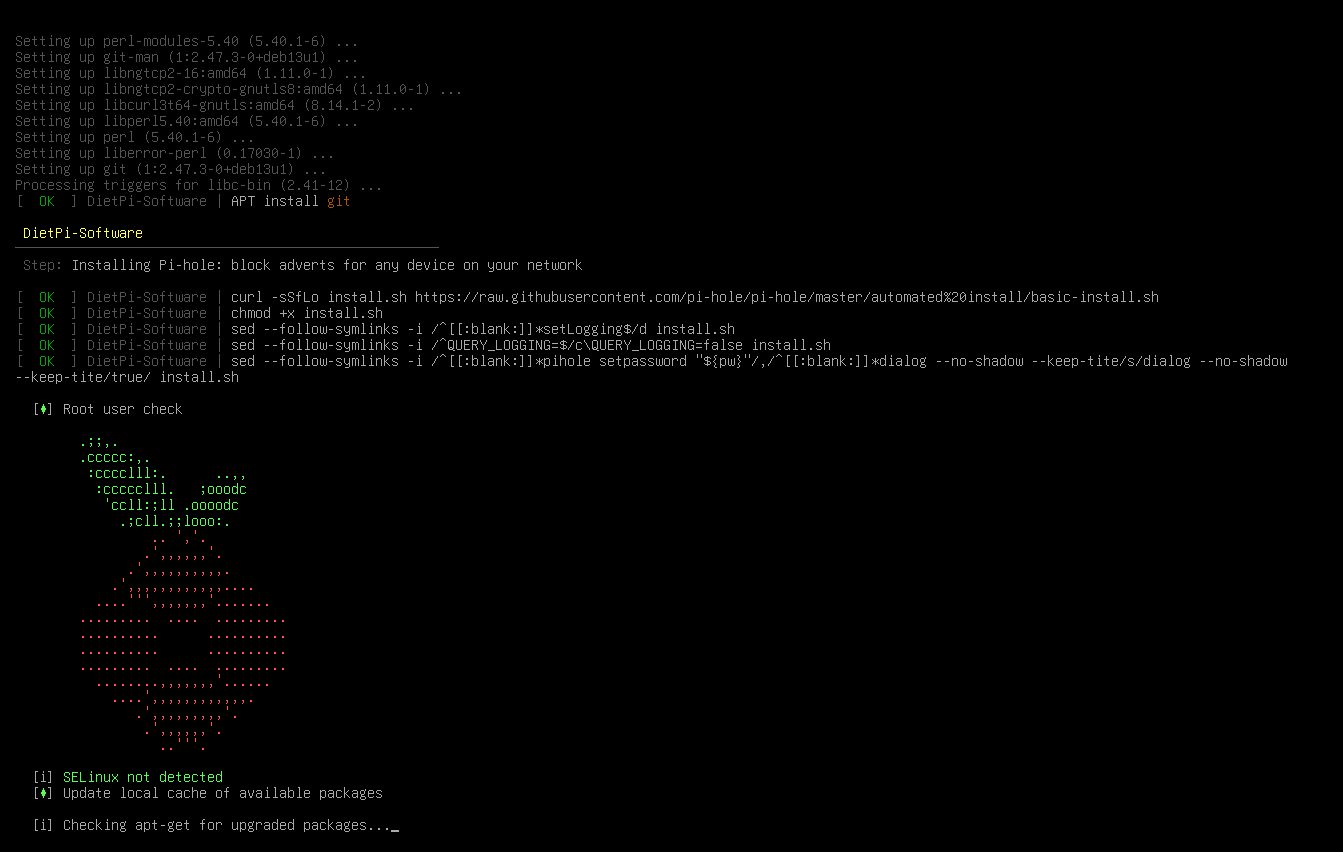 Setting up perl-modules-5.40 (5.40.1-6) ...
Setting up git-man (1:2.47.3-0+deb13u1) ...
Setting up libngtcp2-16:amd64 (1.11.0-1) ...
Setting up libngtcp2-crypto-gnutls8:amd64 (1.11.0-1) ...
Setting up libcurl3t64-gnutls:amd64 (8.14.1-2) ...
Setting up libperl5.40:amd64 (5.40.1-6) ...
Setting up perl (5.40.1-6) ...
Setting up liberror-perl (0.17030-1) ...
Setting up git (1:2.47.3-0+deb13u1) ...
Processing triggers for libc-bin (2.41-12) ...
[  OK  ] DietPi-Software | APT install git
DietPi-Software
Step: Installing Pi-hole: block adverts for any device on your network
[  OK  ] DietPi-Software | curl -sSfLo install.sh https://raw.githubusercontent.com/pi-hole/pi-hole/master/automated%20install/basic-install.sh
[  OK  ] DietPi-Software | chmod +x install.sh
[  OK  ] DietPi-Software | sed --follow-symlinks -i /^[[:blank:]]*setLogging$/d install.sh
[  OK  ] DietPi-Software | sed --follow-symlinks -i /^QUERY_LOGGING=$/c\QUERY_LOGGING=false install.sh
[  OK  ] DietPi-Software | sed --follow-symlinks -i /^[[:blank:]]*pihole setpassword "${pw}"/,/^[[:blank:]]*dialog --no-shadow --keep-tite/s/dialog --no-shadow
--keep-tite/true/ install.sh
[♦] Root user check
        .;;,.
        .ccccc:,.
         :cccclll:.      ..,,
          :ccccclll.   ;ooodc
           'ccll:;ll .oooodc
             .;cll.;;looo:.
                 .. ','.
                .',,,,,,'.
              .',,,,,,,,,,.
            .',,,,,,,,,,,,....
          ....''',,,,,,,'.......
        .........  ....  .........
        ..........      ..........
        ..........      ..........
        .........  ....  .........
          ........,,,,,,,'......
            ....',,,,,,,,,,,,.
               .',,,,,,,,,'.
                .',,,,,,'.
                  ..'''.
[i] SELinux not detected
[♦] Update local cache of available packages
[i] Checking apt-get for upgraded packages..._